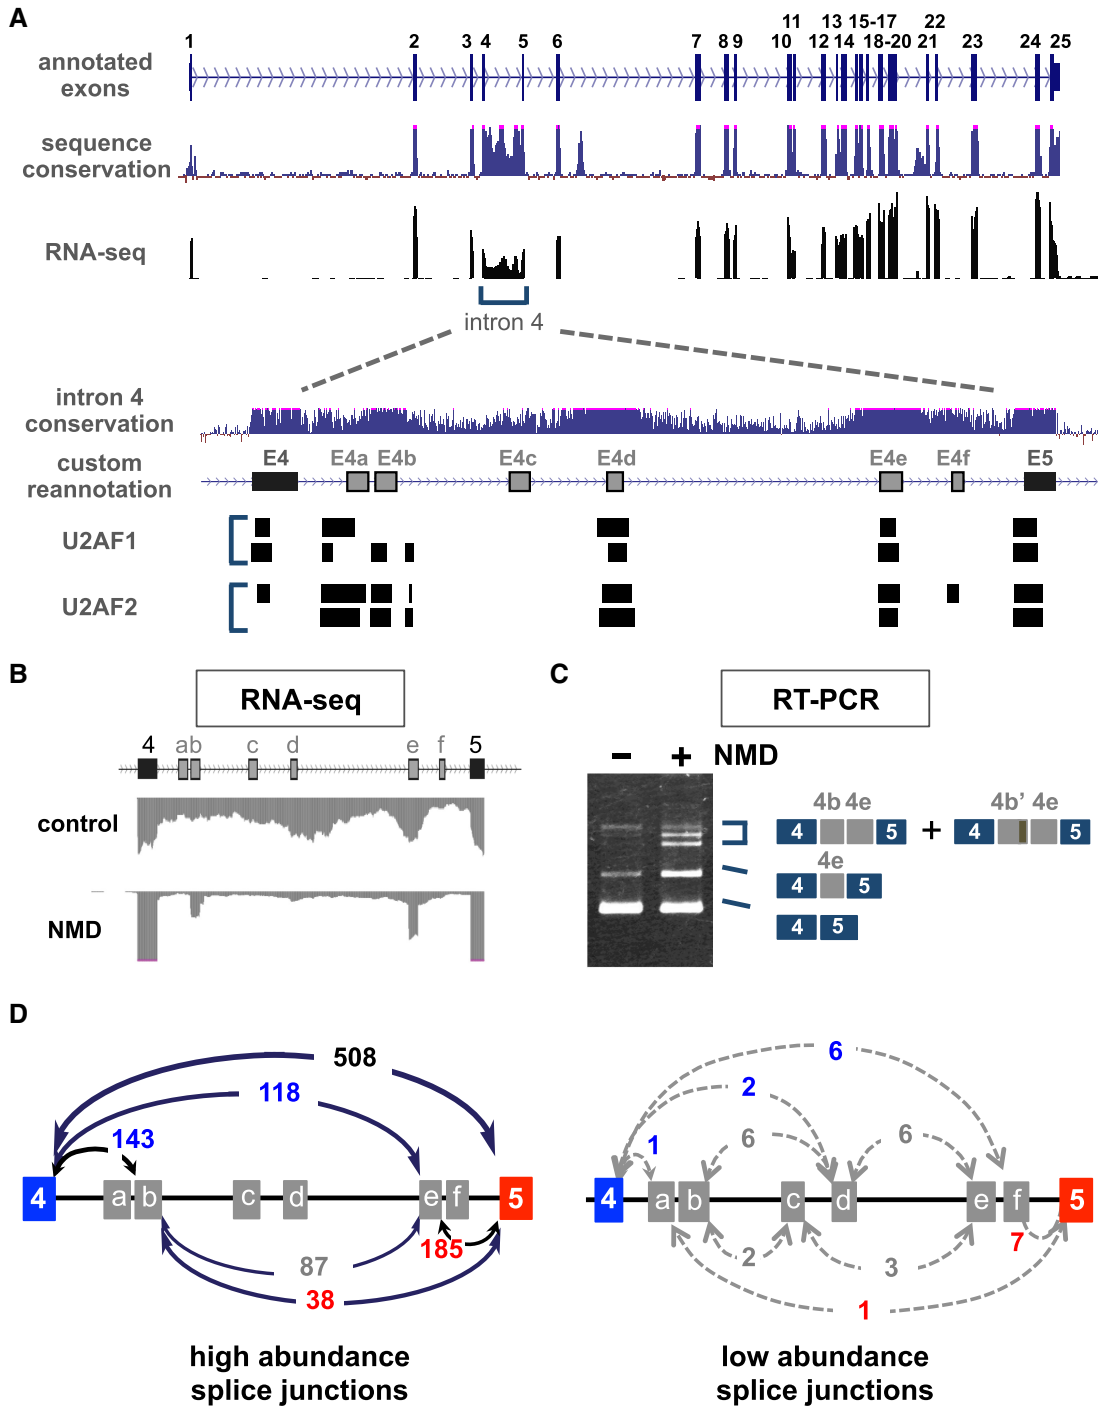 A
11 13 15-17 22
1 2 3 4 5 6 7 8 9 10 12 14 18-20 21 23 24 25
annotated
exons
sequence
conservation
RNA-seq
intron 4
intron 4
conservation
custom
reannotation
E4 E4a E4b E4c E4d E4e E4f E5
U2AF1
U2AF2
B
RNA-seq
4 a b c d e f 5
control
NMD
C
RT-PCR
– + NMD
4b 4e 4b’ 4e
4 5 + 4 5
4e
4 5
4 5
D
508
118
143
4 a b c d e f 5
185
87
38
high abundance
splice junctions
6
2
6 6
1
4 a b c d e f 5
7
2 3
1
low abundance
splice junctions